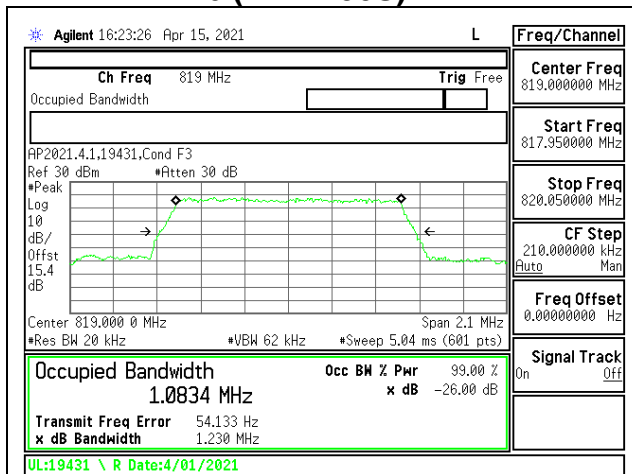 Agilent 16:23:26 Apr 15, 2021 L
Freq/Channel
Ch Freq 819 MHz Trig Free
Occupied Bandwidth
Center Freq
819.000000 MHz
Start Freq
817.950000 MHz
Stop Freq
820.050000 MHz
CF Step
210.000000 kHz
Auto Man
Freq Offset
0.00000000 Hz
Signal Track
On Off
AP2021.4.1,19431,Cond F3
Ref 30 dBm #Atten 30 dB
#Peak
Log
10
dB/
Offst
15.4
dB
Center 819.000 0 MHz Span 2.1 MHz
#Res BW 20 kHz #VBW 62 kHz #Sweep 5.04 ms (601 pts)
Occupied Bandwidth Occ BW % Pwr 99.00 %
1.0834 MHz x dB -26.00 dB
Transmit Freq Error 54.133 Hz
x dB Bandwidth 1.230 MHz
UL:19431 \ R Date:4/01/2021